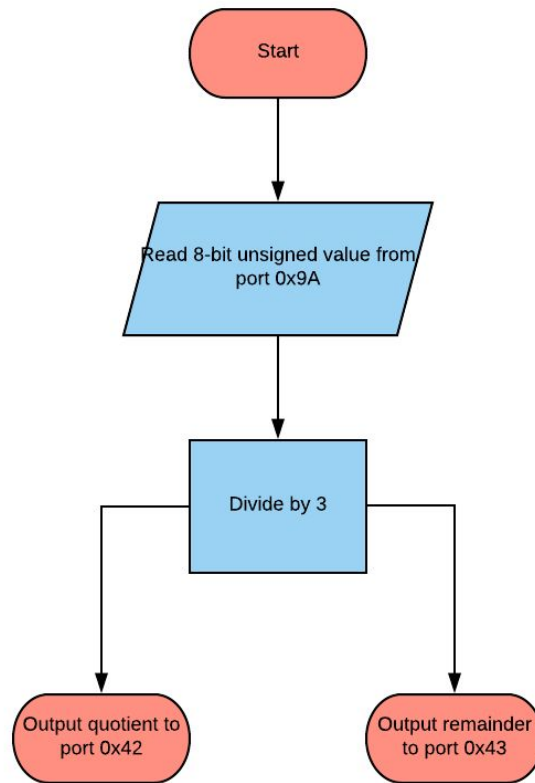 Start
Read 8-bit unsigned value from
port 0x9A
Divide by 3
Output quotient to
port 0x42
Output remainder
to port 0x43